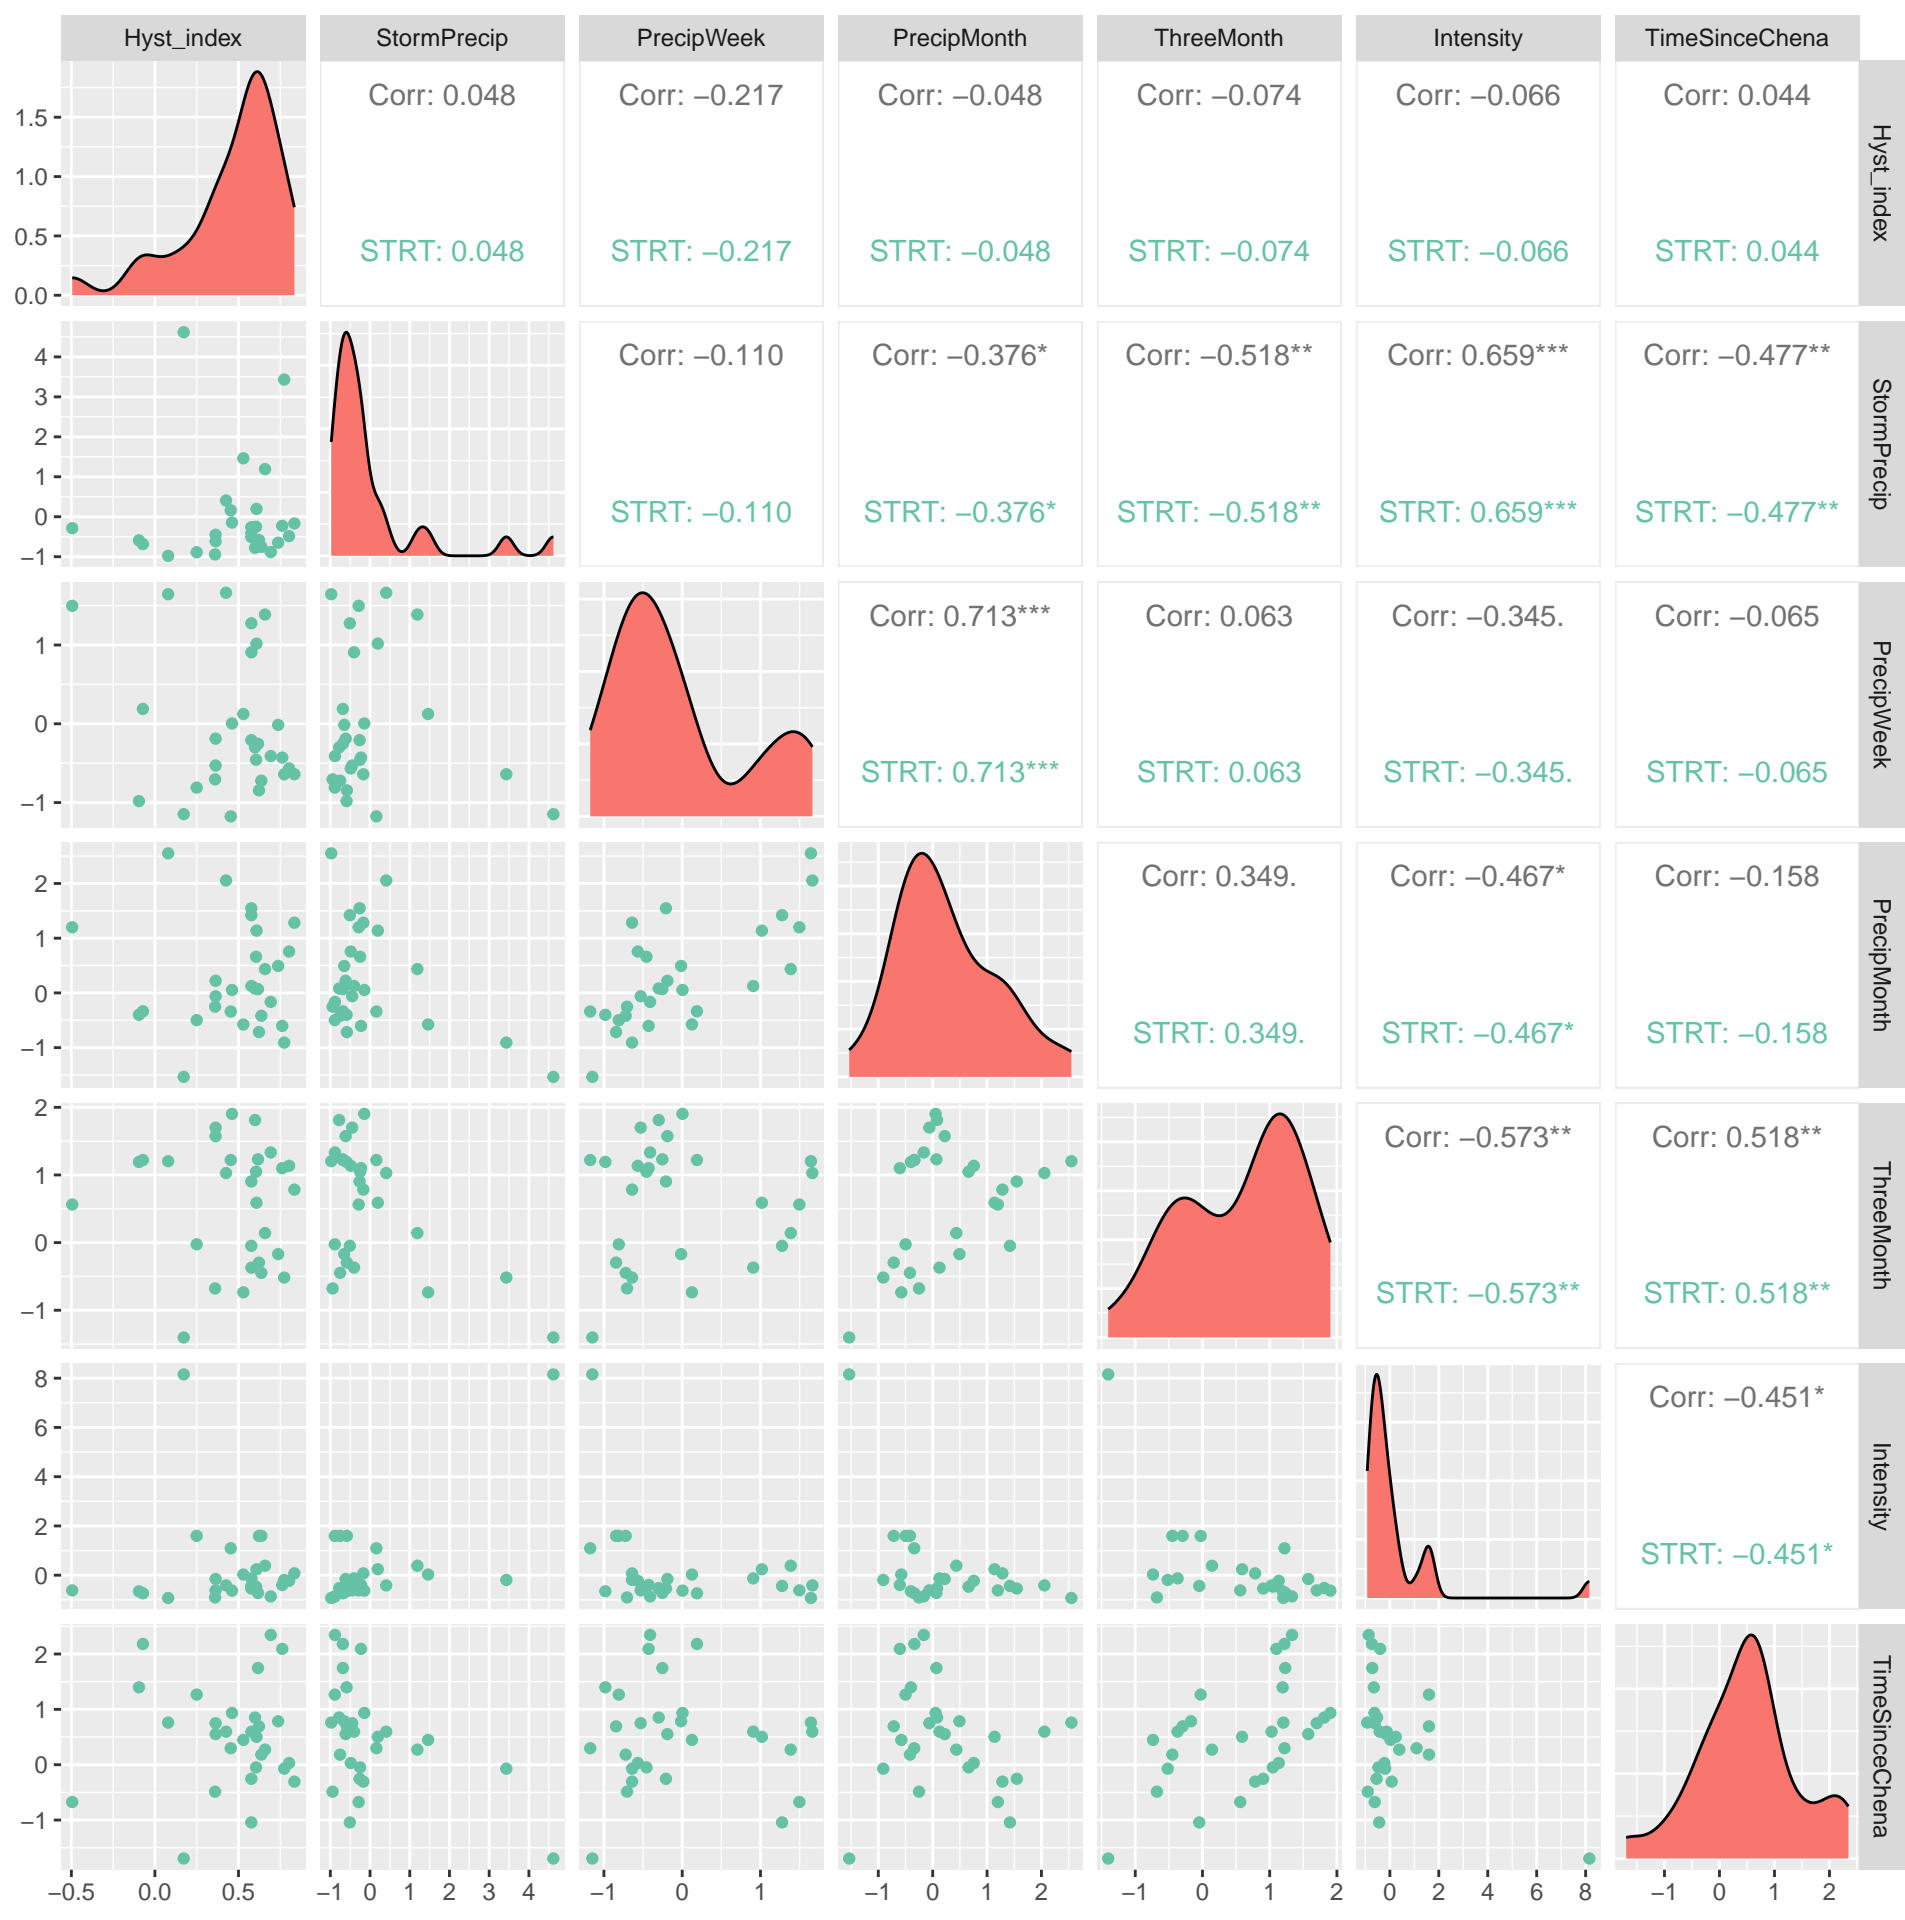 Hyst_index StormPrecip PrecipWeek PrecipMonth ThreeMonth Intensity TimeSinceChena
Corr: 0.048 Corr: −0.217 Corr: −0.048 Corr: −0.074 Corr: −0.066 Corr: 0.044
1.5
1.0
Hyst_index
0.5
STRT: 0.048 STRT: −0.217 STRT: −0.048 STRT: −0.074 STRT: −0.066 STRT: 0.044
0.0
Corr: −0.110 Corr: −0.376* Corr: −0.518** Corr: 0.659*** Corr: −0.477**
4
3
2
StormPrecip
1
0
STRT: −0.110 STRT: −0.376* STRT: −0.518** STRT: 0.659*** STRT: −0.477**
−1
Corr: 0.713*** Corr: 0.063 Corr: −0.345. Corr: −0.065
1
PrecipWeek
0
STRT: 0.713*** STRT: 0.063 STRT: −0.345. STRT: −0.065
−1
Corr: 0.349. Corr: −0.467* Corr: −0.158
2
1
PrecipMonth
0
STRT: 0.349. STRT: −0.467* STRT: −0.158
−1
2
Corr: −0.573** Corr: 0.518**
1
ThreeMonth
0
STRT: −0.573** STRT: 0.518**
−1
8
Corr: −0.451*
6
4
Intensity
2
STRT: −0.451*
0
2
1
TimeSinceChena
0
−1
−0.5 0.0 0.5 −1 0 1 2 3 4 −1 0 1 −1 0 1 2 −1 0 1 2 0 2 4 6 8 −1 0 1 2